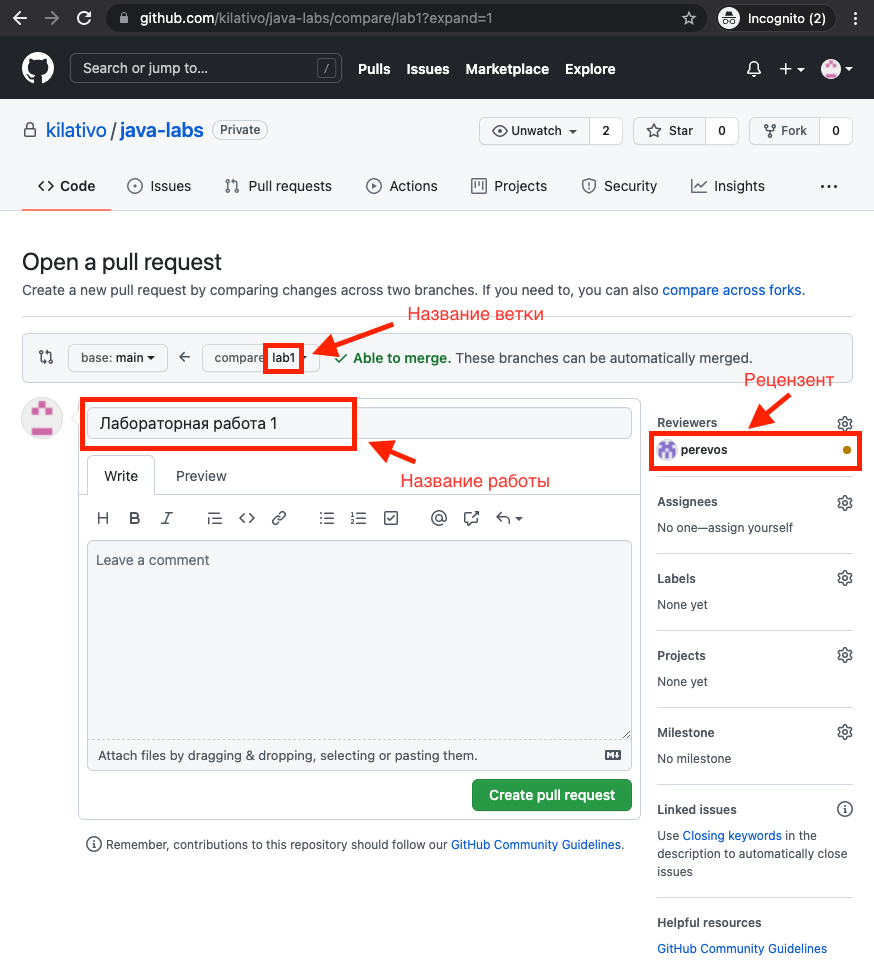 github.com/kilativo/java-labs/compare/lab1?expand=1
Incognito (2)
Search or jump to...
/
Pulls
Issues
Marketplace
Explore
kilativo / java-labs
Private
Unwatch
2
Star
0
Fork
0
Code
Issues
Pull requests
Actions
Projects
Security
Insights
Open a pull request
Create a new pull request by comparing changes across two branches. If you need to, you can also compare across forks.
Название ветки
base: main
compare
lab1
Able to merge. These branches can be automatically merged.
Рецензент
Лабораторная работа 1
Reviewers
perevos
Название работы
Write
Preview
Assignees
No one—assign yourself
Leave a comment
Labels
None yet
Projects
None yet
Milestone
No milestone
Attach files by dragging & dropping, selecting or pasting them.
Create pull request
Linked issues
Use Closing keywords in the
description to automatically close
issues
Remember, contributions to this repository should follow our GitHub Community Guidelines.
Helpful resources
GitHub Community Guidelines